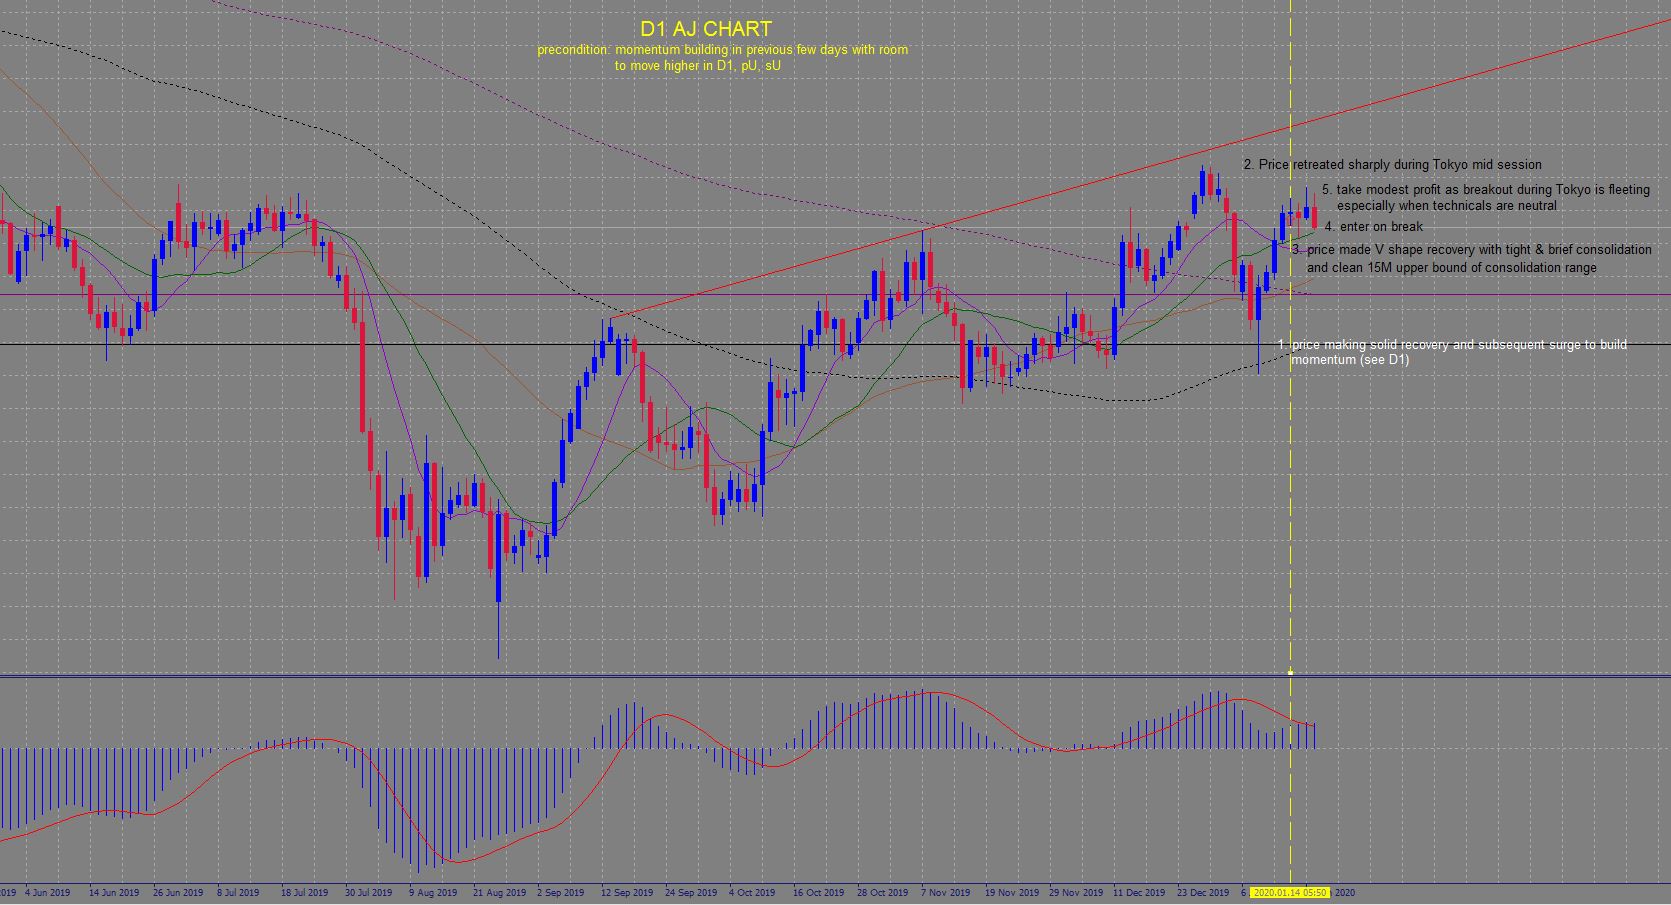 D1 AJ CHART
precondition: momentum building in previous few days with room
to move higher in D1, pU, sU
2. Price retreated sharply during Tokyo mid session
5. take modest profit as breakout during Tokyo is fleeting
especially when technicals are neutral
4. enter on break
3. price made V shape recovery with tight & brief consolidation
and clean 15M upper bound of consolidation range
1. price making solid recovery and subsequent surge to build
momentum (see D1)
2019 4 Jun 2019 14 Jun 2019 26 Jun 2019 8 Jul 2019 18 Jul 2019 30 Jul 2019 9 Aug 2019 21 Aug 2019 2 Sep 2019 12 Sep 2019 24 Sep 2019 4 Oct 2019 16 Oct 2019 28 Oct 2019 7 Nov 2019 19 Nov 2019 29 Nov 2019 11 Dec 2019 23 Dec 2019 6 2020.01.14 05:50 2020